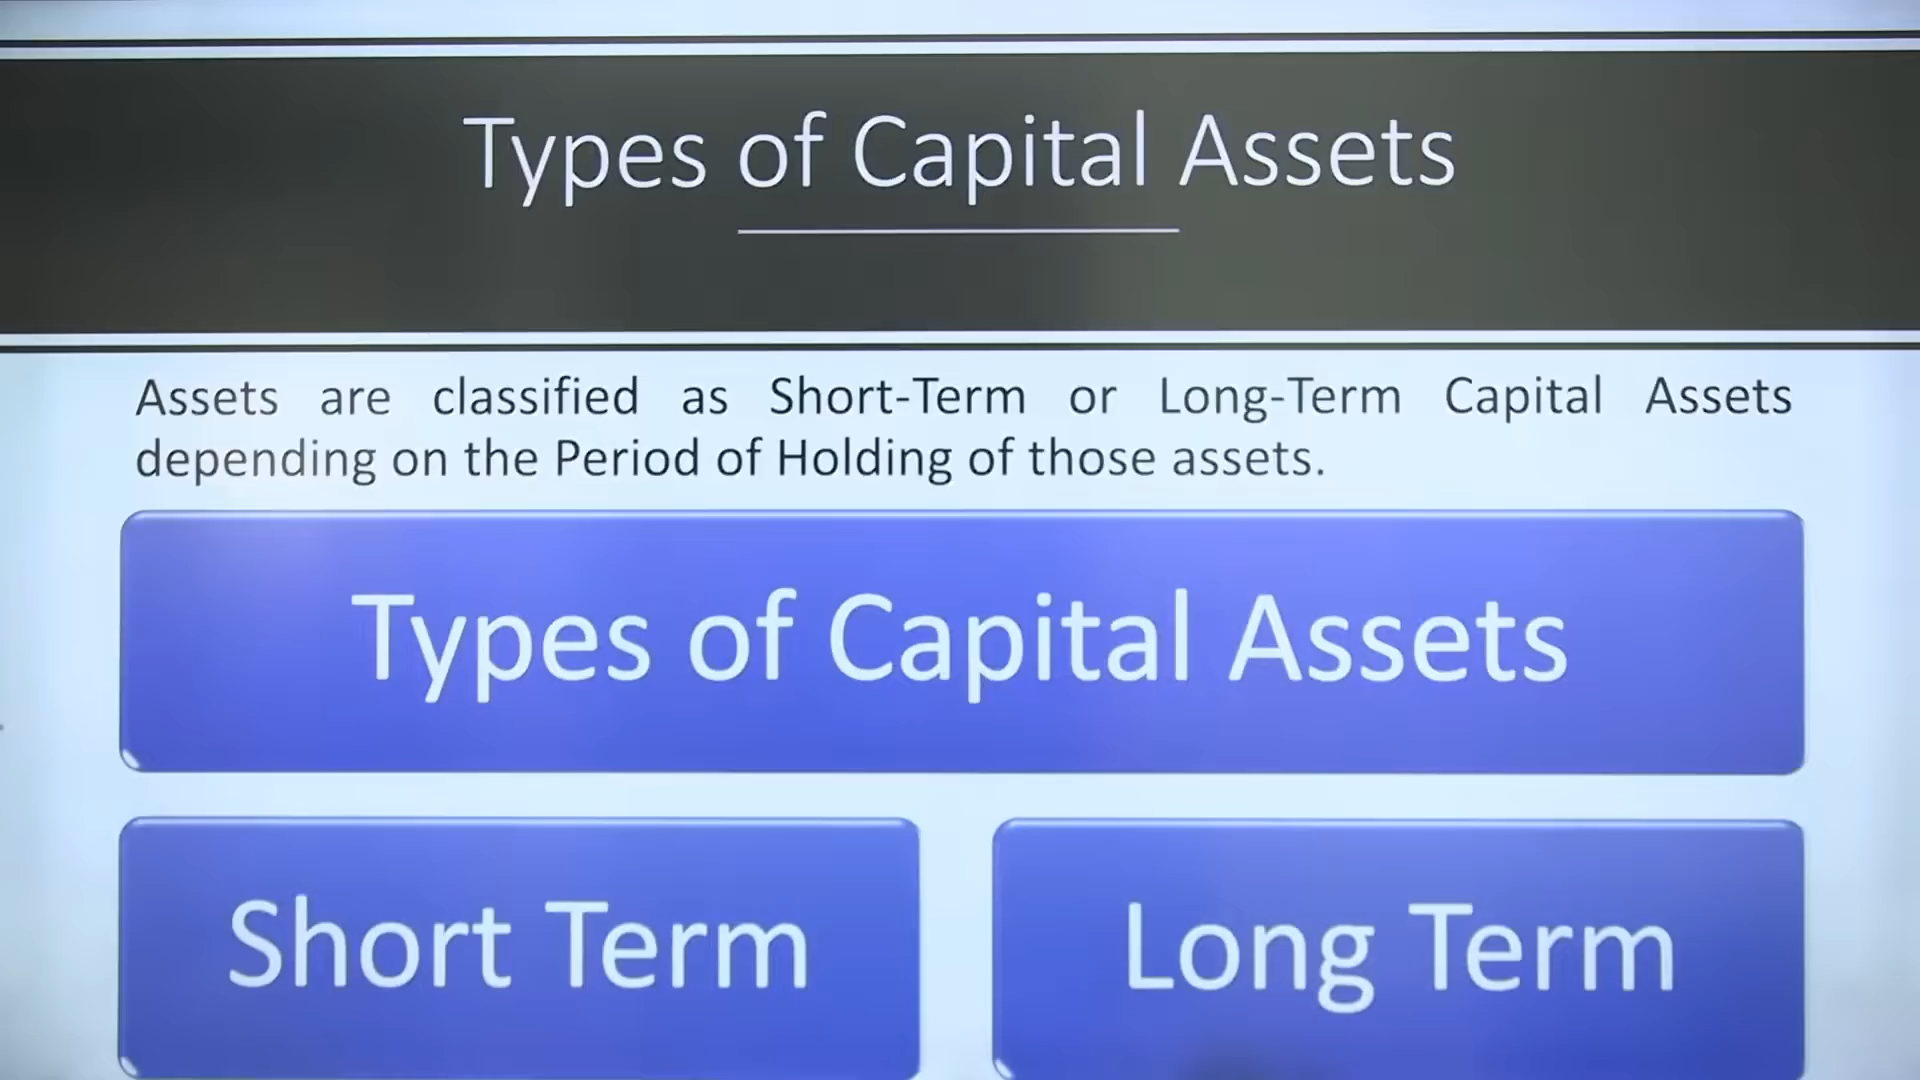 Types of Capital Assets
Assets are classified as Short-Term or Long-Term Capital Assets
depending on the Period of Holding of those assets.
Types of Capital Assets
Short Term
Long Term